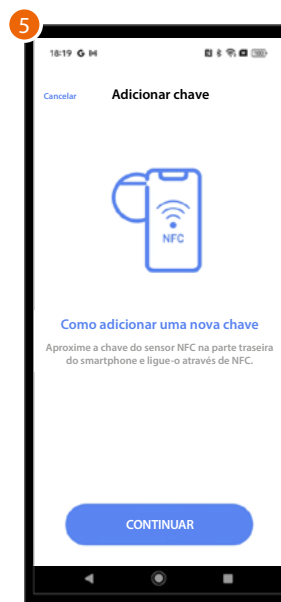 5
18:19 G
Cancelar Adicionar chave
NFC
Como adicionar uma nova chave
Aproxime a chave do sensor NFC na parte traseira
do smartphone e ligue-o através de NFC.
CONTINUAR